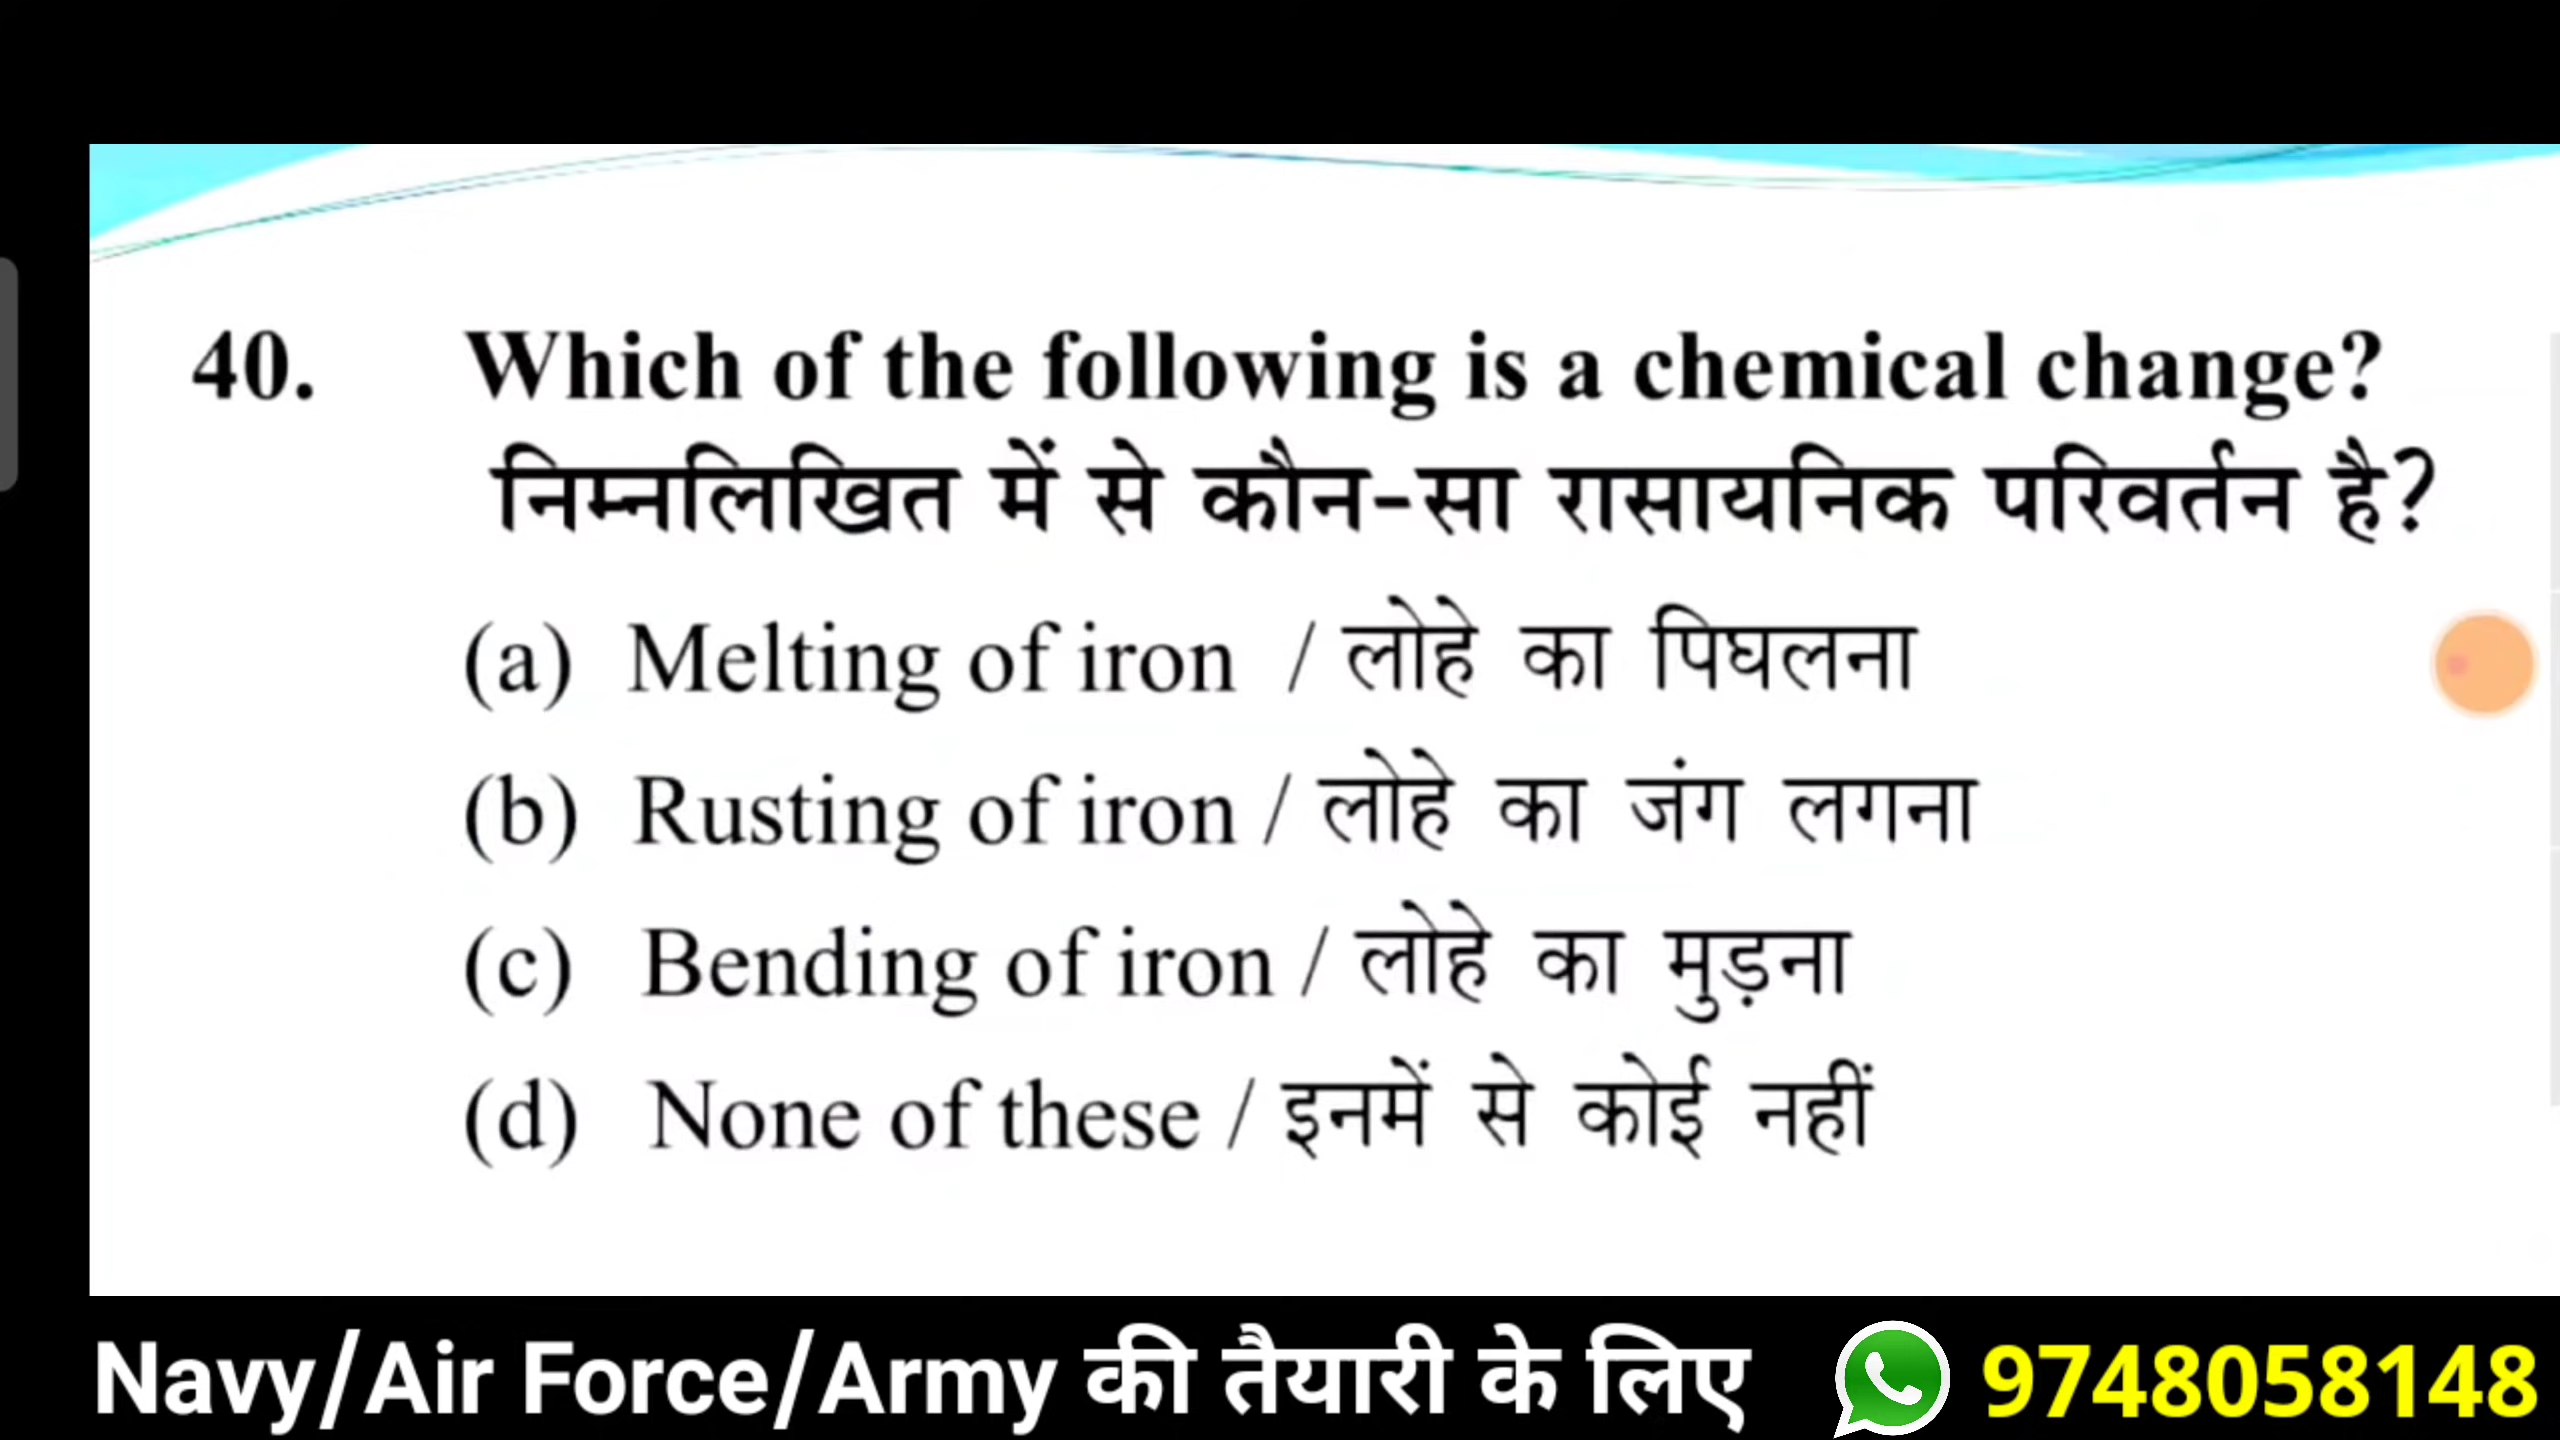 40. Which of the following is a chemical change?
निम्नलिखित में से कौन-सा रासायनिक परिवर्तन है?
(a) Melting of iron / लोहे का पिघलना
(b) Rusting of iron / लोहे का जंग लगना
(c) Bending of iron / लोहे का मुड़ना
(d) None of these / इनमें से कोई नहीं
Navy/Air Force/Army की तैयारी के लिए 9748058148